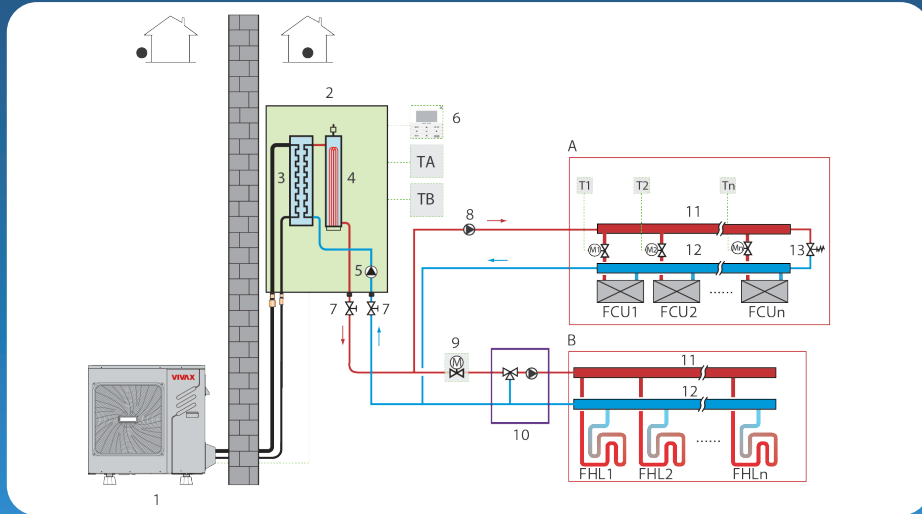 2
6
A
TA
T1
T2
Tn
3
4
TB
8
11
M1
M2
Mn
12
13
5
FCU1
FCU2
......
FCUn
7
7
9
B
M
11
VIVAX
12
10
......
FHL1
FHL2
FHLn
1